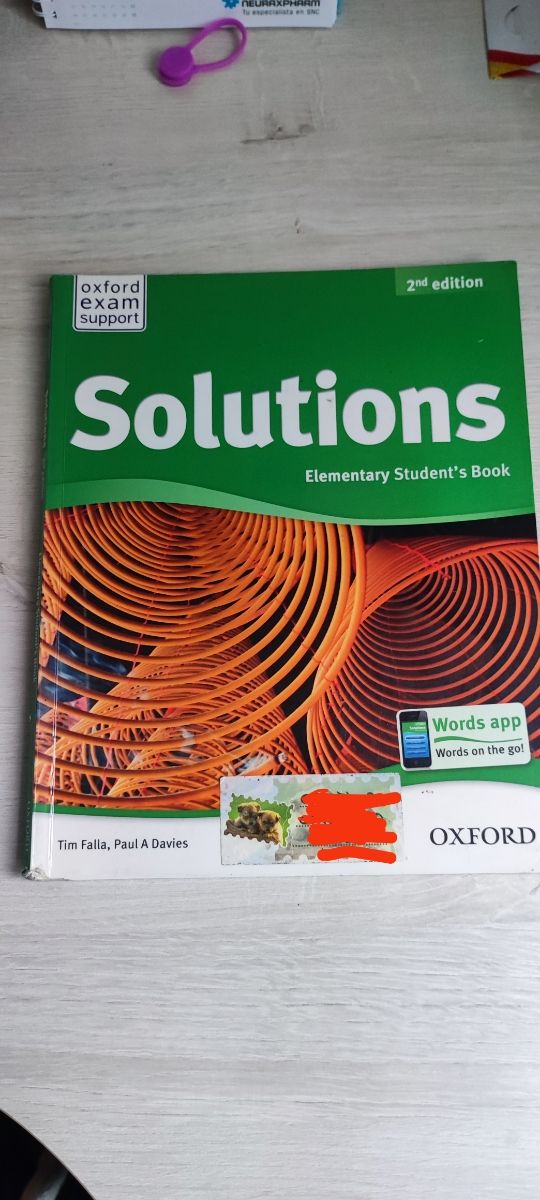 NEURAXPHARM
Tu especialista en SNC
oxford
exam
support
2nd edition
Solutions
Elementary Student's Book
Words app
Words on the go!
Tim Falla, Paul A Davies
OXFORD